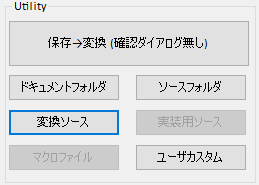 Utility
保存→変換 (確認ダイアログ無し)
ドキュメントフォルダ ソースフォルダ
変換ソース 実装用ソース
マクロファイル ユーザカスタム